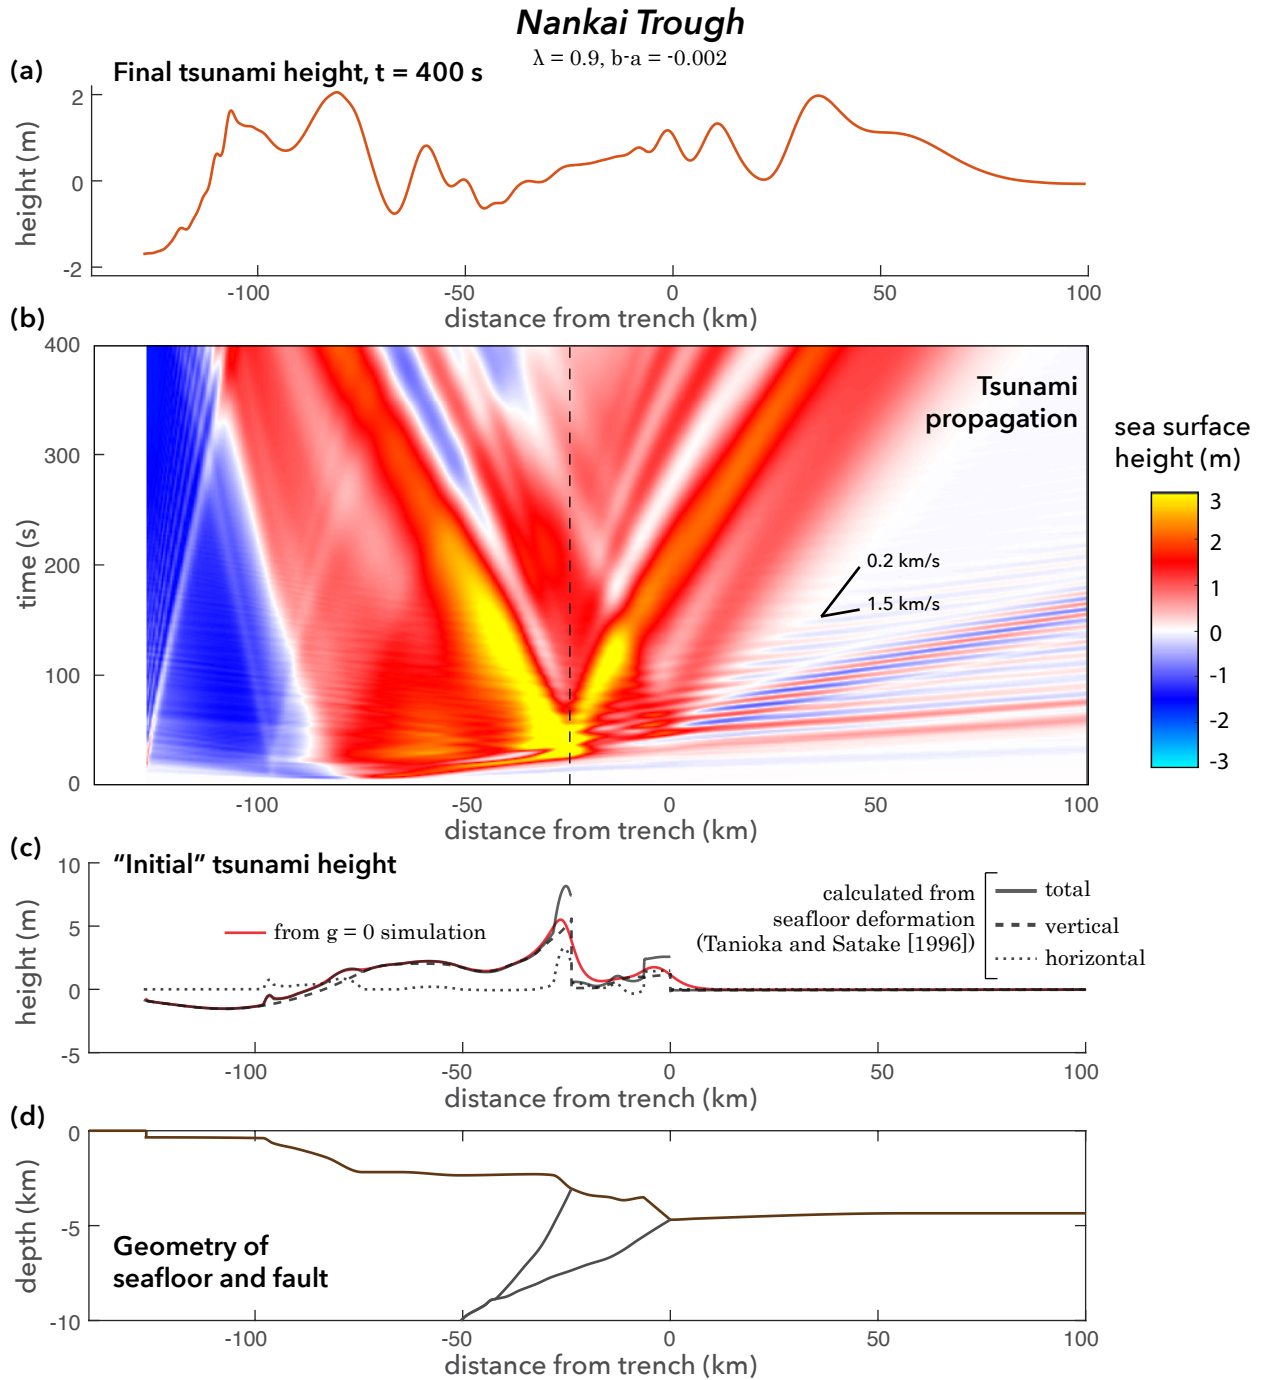 Nankai Trough
λ = 0.9, b-a = -0.002
(a)
Final tsunami height, t = 400 s
2
0
-2
height (m)
-100
-50
0
50
100
distance from trench (km)
(b)
400
300
200
100
0
time (s)
Tsunami
propagation
0.2 km/s
1.5 km/s
-100
-50
0
50
100
distance from trench (km)
sea surface
height (m)
3
2
1
0
-1
-2
-3
(c)
"Initial" tsunami height
10
5
0
-5
height (m)
from g = 0 simulation
calculated from
seafloor deformation
(Tanioka and Satake [1996])
total
vertical
horizontal
-100
-50
0
50
100
distance from trench (km)
(d)
0
-5
-10
depth (km)
Geometry of
seafloor and fault
-100
-50
0
50
100
distance from trench (km)